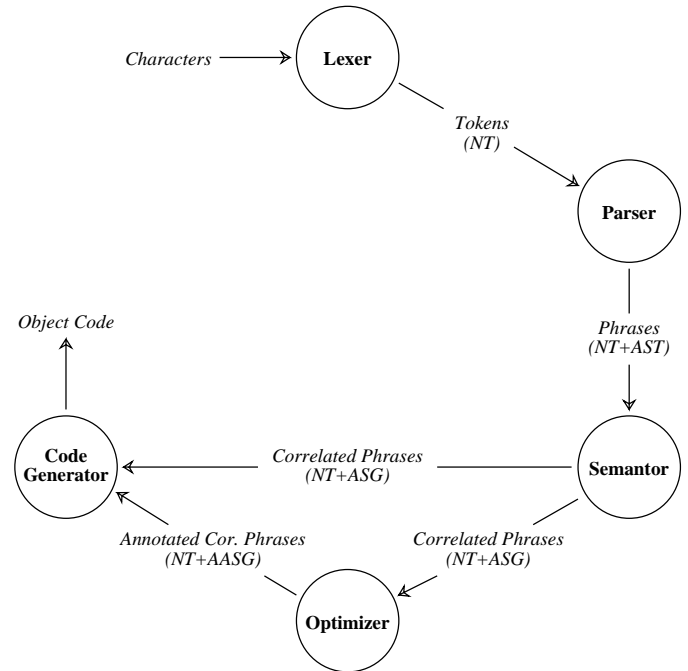 Characters
Lexer
Tokens
(NT)
Parser
Phrases
(NT+AST)
Object Code
Code
Generator
Correlated Phrases
(NT+ASG)
Semantor
Annotated Cor. Phrases
(NT+AASG)
Correlated Phrases
(NT+ASG)
Optimizer